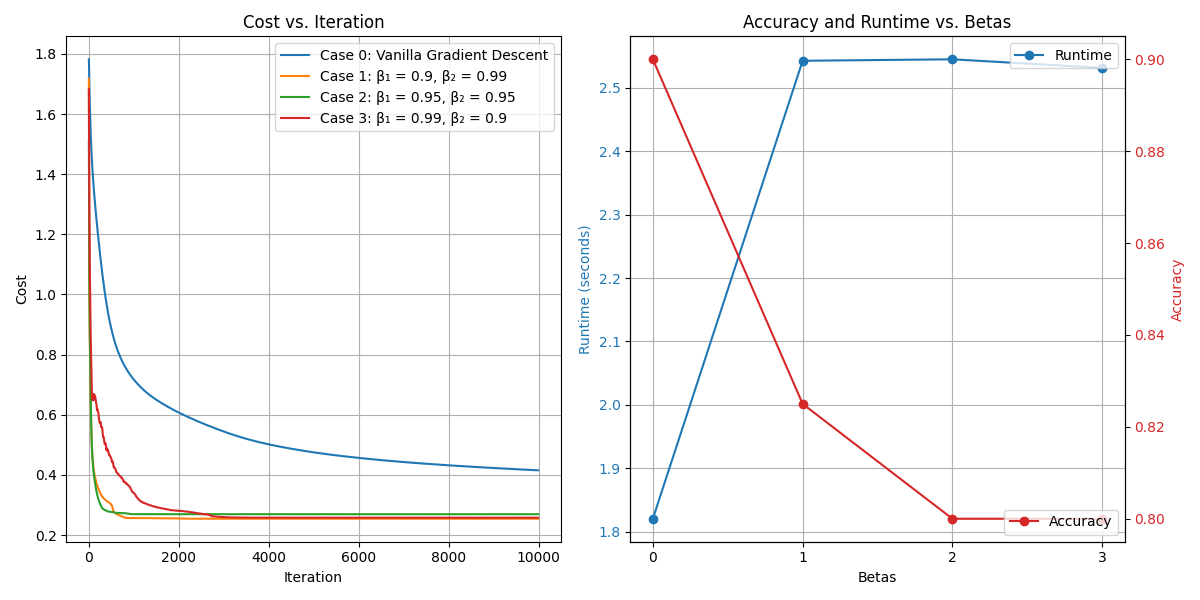 Cost vs. Iteration
Cost
1.8
1.6
1.4
1.2
1.0
0.8
0.6
0.4
0.2
0
2000
4000
6000
8000
10000
Iteration
Case 0: Vanilla Gradient Descent
Case 1: β₁ = 0.9, β₂ = 0.99
Case 2: β₁ = 0.95, β₂ = 0.95
Case 3: β₁ = 0.99, β₂ = 0.9
Accuracy and Runtime vs. Betas
Runtime (seconds)
2.5
2.4
2.3
2.2
2.1
2.0
1.9
1.8
0
1
2
3
Betas
Runtime
Accuracy
0.90
0.88
0.86
0.84
0.82
0.80
Accuracy